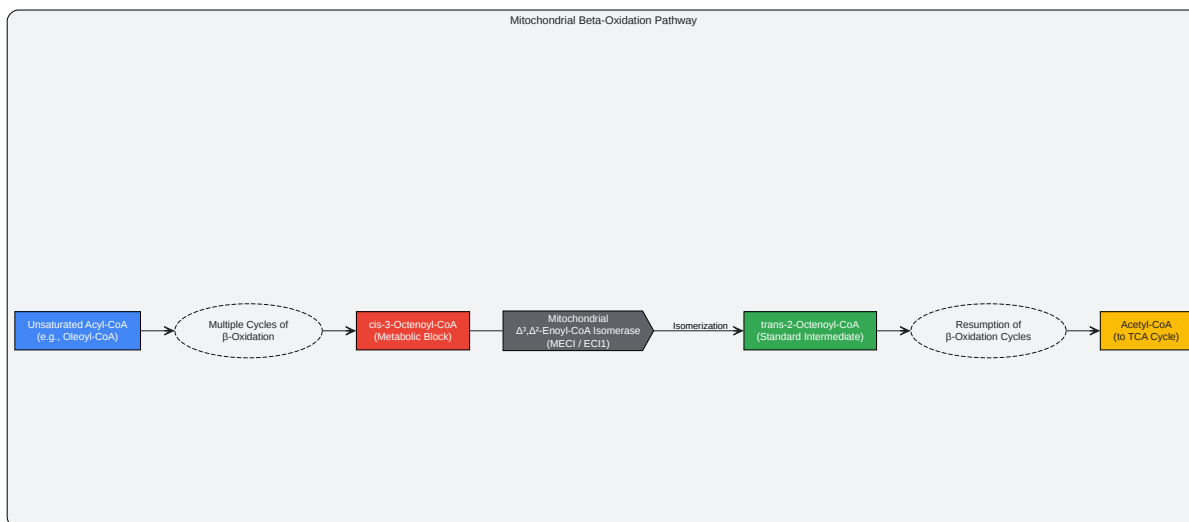 Mitochondrial Beta-Oxidation Pathway
Unsaturated Acyl-CoA
(e.g., Oleoyl-CoA)
Multiple Cycles of
β-Oxidation
cis-3-Octenoyl-CoA
(Metabolic Block)
Mitochondrial
Δ³,Δ²-Enoyl-CoA Isomerase
(MECI / ECI1)
Isomerization
trans-2-Octenoyl-CoA
(Standard Intermediate)
Resumption of
β-Oxidation Cycles
Acetyl-CoA
(to TCA Cycle)